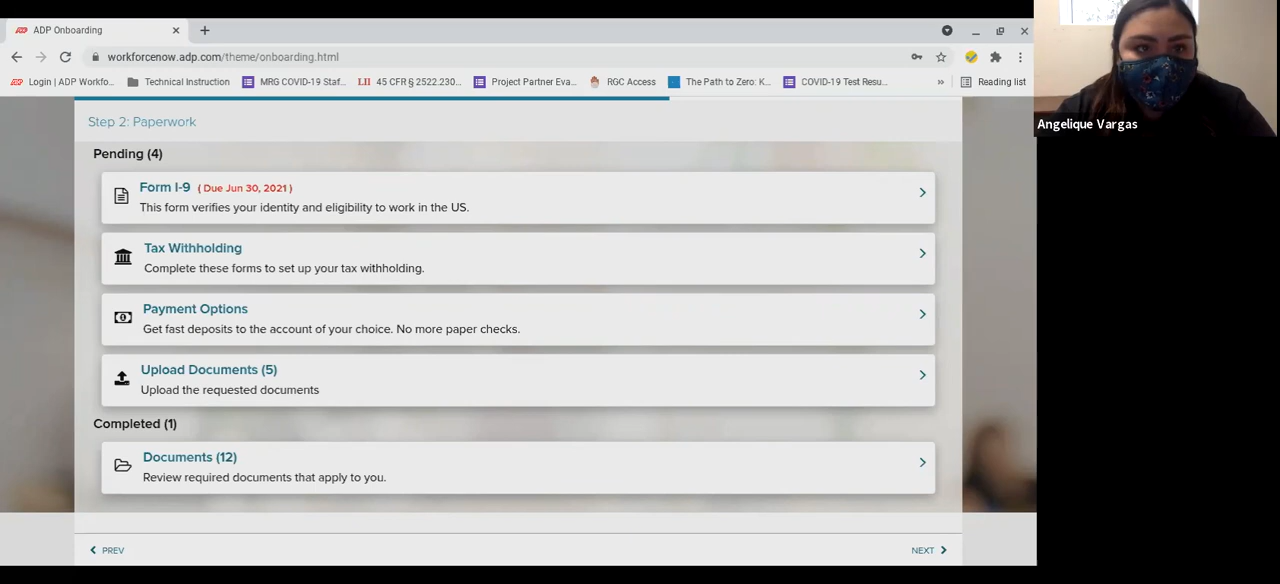 ADP Onboarding
workforcenow.adp.com/theme/onboarding.html
Login | ADP Workfo... Technical Instruction MRG COVID-19 Staf... LII 45 CFR § 2522.230... Project Partner Eva... RGC Access The Path to Zero: K... COVID-19 Test Resu... » Reading list
Angelique Vargas
Step 2: Paperwork
Pending (4)
Form I-9 ( Due Jun 30, 2021 )
This form verifies your identity and eligibility to work in the US.
Tax Withholding
Complete these forms to set up your tax withholding.
Payment Options
Get fast deposits to the account of your choice. No more paper checks.
Upload Documents (5)
Upload the requested documents
Completed (1)
Documents (12)
Review required documents that apply to you.
PREV
NEXT